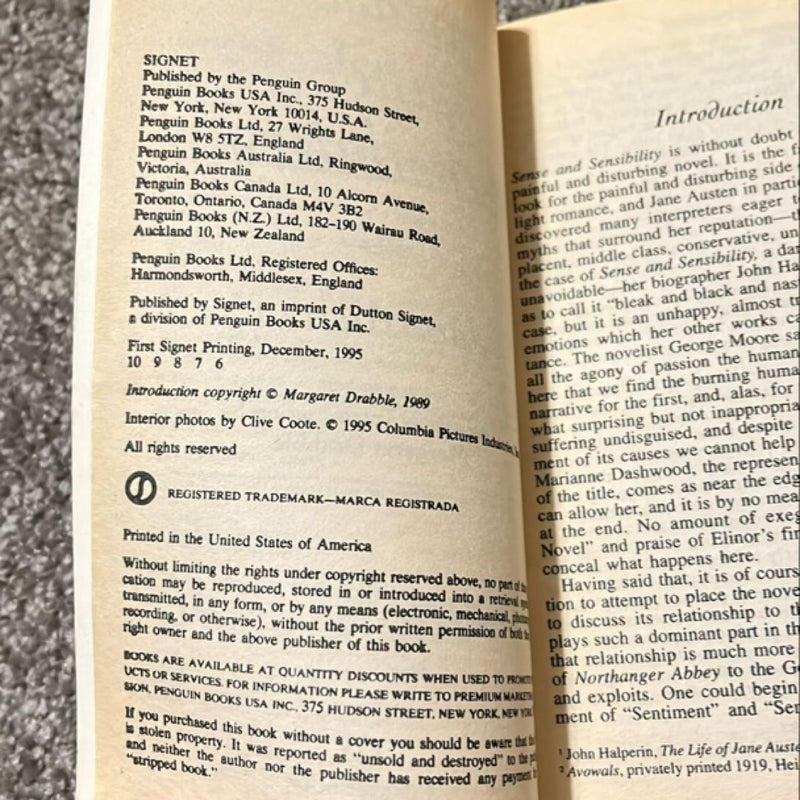 SIGNET
Published by the Penguin Group
Penguin Books USA Inc., 375 Hudson Street,
New York, New York 10014, U.S.A.
Penguin Books Ltd, 27 Wrights Lane,
London W8 5TZ, England
Penguin Books Australia Ltd, Ringwood,
Victoria, Australia
Penguin Books Canada Ltd, 10 Alcorn Avenue,
Toronto, Ontario, Canada M4V 3B2
Penguin Books (N.Z.) Ltd, 182–190 Wairau Road,
Auckland 10, New Zealand
Penguin Books Ltd, Registered Offices:
Harmondsworth, Middlesex, England
Published by Signet, an imprint of Dutton Signet,
a division of Penguin Books USA Inc.
First Signet Printing, December, 1995
10 9 8 7 6
Introduction copyright © Margaret Drabble, 1989
Interior photos by Clive Coote. © 1995 Columbia Pictures Industries,
All rights reserved
REGISTERED TRADEMARK—MARCA REGISTRADA
Printed in the United States of America
Without limiting the rights under copyright reserved above, no part of
cation may be reproduced, stored in or introduced into a retrieval
transmitted, in any form, or by any means (electronic, mechanical,
recording, or otherwise), without the prior written permission of both
right owner and the above publisher of this book.
BOOKS ARE AVAILABLE AT QUANTITY DISCOUNTS WHEN USED TO
UCTS OR SERVICES. FOR INFORMATION PLEASE WRITE TO PREMIUM
SION, PENGUIN BOOKS USA INC., 375 HUDSON STREET, NEW YORK, NEW
If you purchased this book without a cover you should be aware that
is stolen property. It was reported as "unsold and destroyed" to the
and neither the author nor the publisher has received any payment
"stripped book."
Introduction
Sense and Sensibility is without doubt
painful and disturbing novel. It is the
look for the painful and disturbing side
light romance, and Jane Austen in
discovered many interpreters eager
myths that surround her reputation—
placent, middle class, conservative,
the case of Sense and Sensibility, a
unavoidable—her biographer John
as to call it "bleak and black and
case, but it is an unhappy, almost
emotions which her other works
tance. The novelist George Moore
all the agony of passion the human
here that we find the burning
narrative for the first, and, alas, for
what surprising but not
suffering undisguised, and despite
ment of its causes we cannot help
Marianne Dashwood, the
of the title, comes as near the
can allow her, and it is by no
at the end. No amount of
Novel" and praise of Elinor's
conceal what happens here.
Having said that, it is of
tion to attempt to place the
to discuss its relationship to
plays such a dominant part in
that relationship is much more
of Northanger Abbey to the
and exploits. One could begin
ment of "Sentiment" and
¹ John Halperin, The Life of Jane
² Avowals, privately printed 1919,